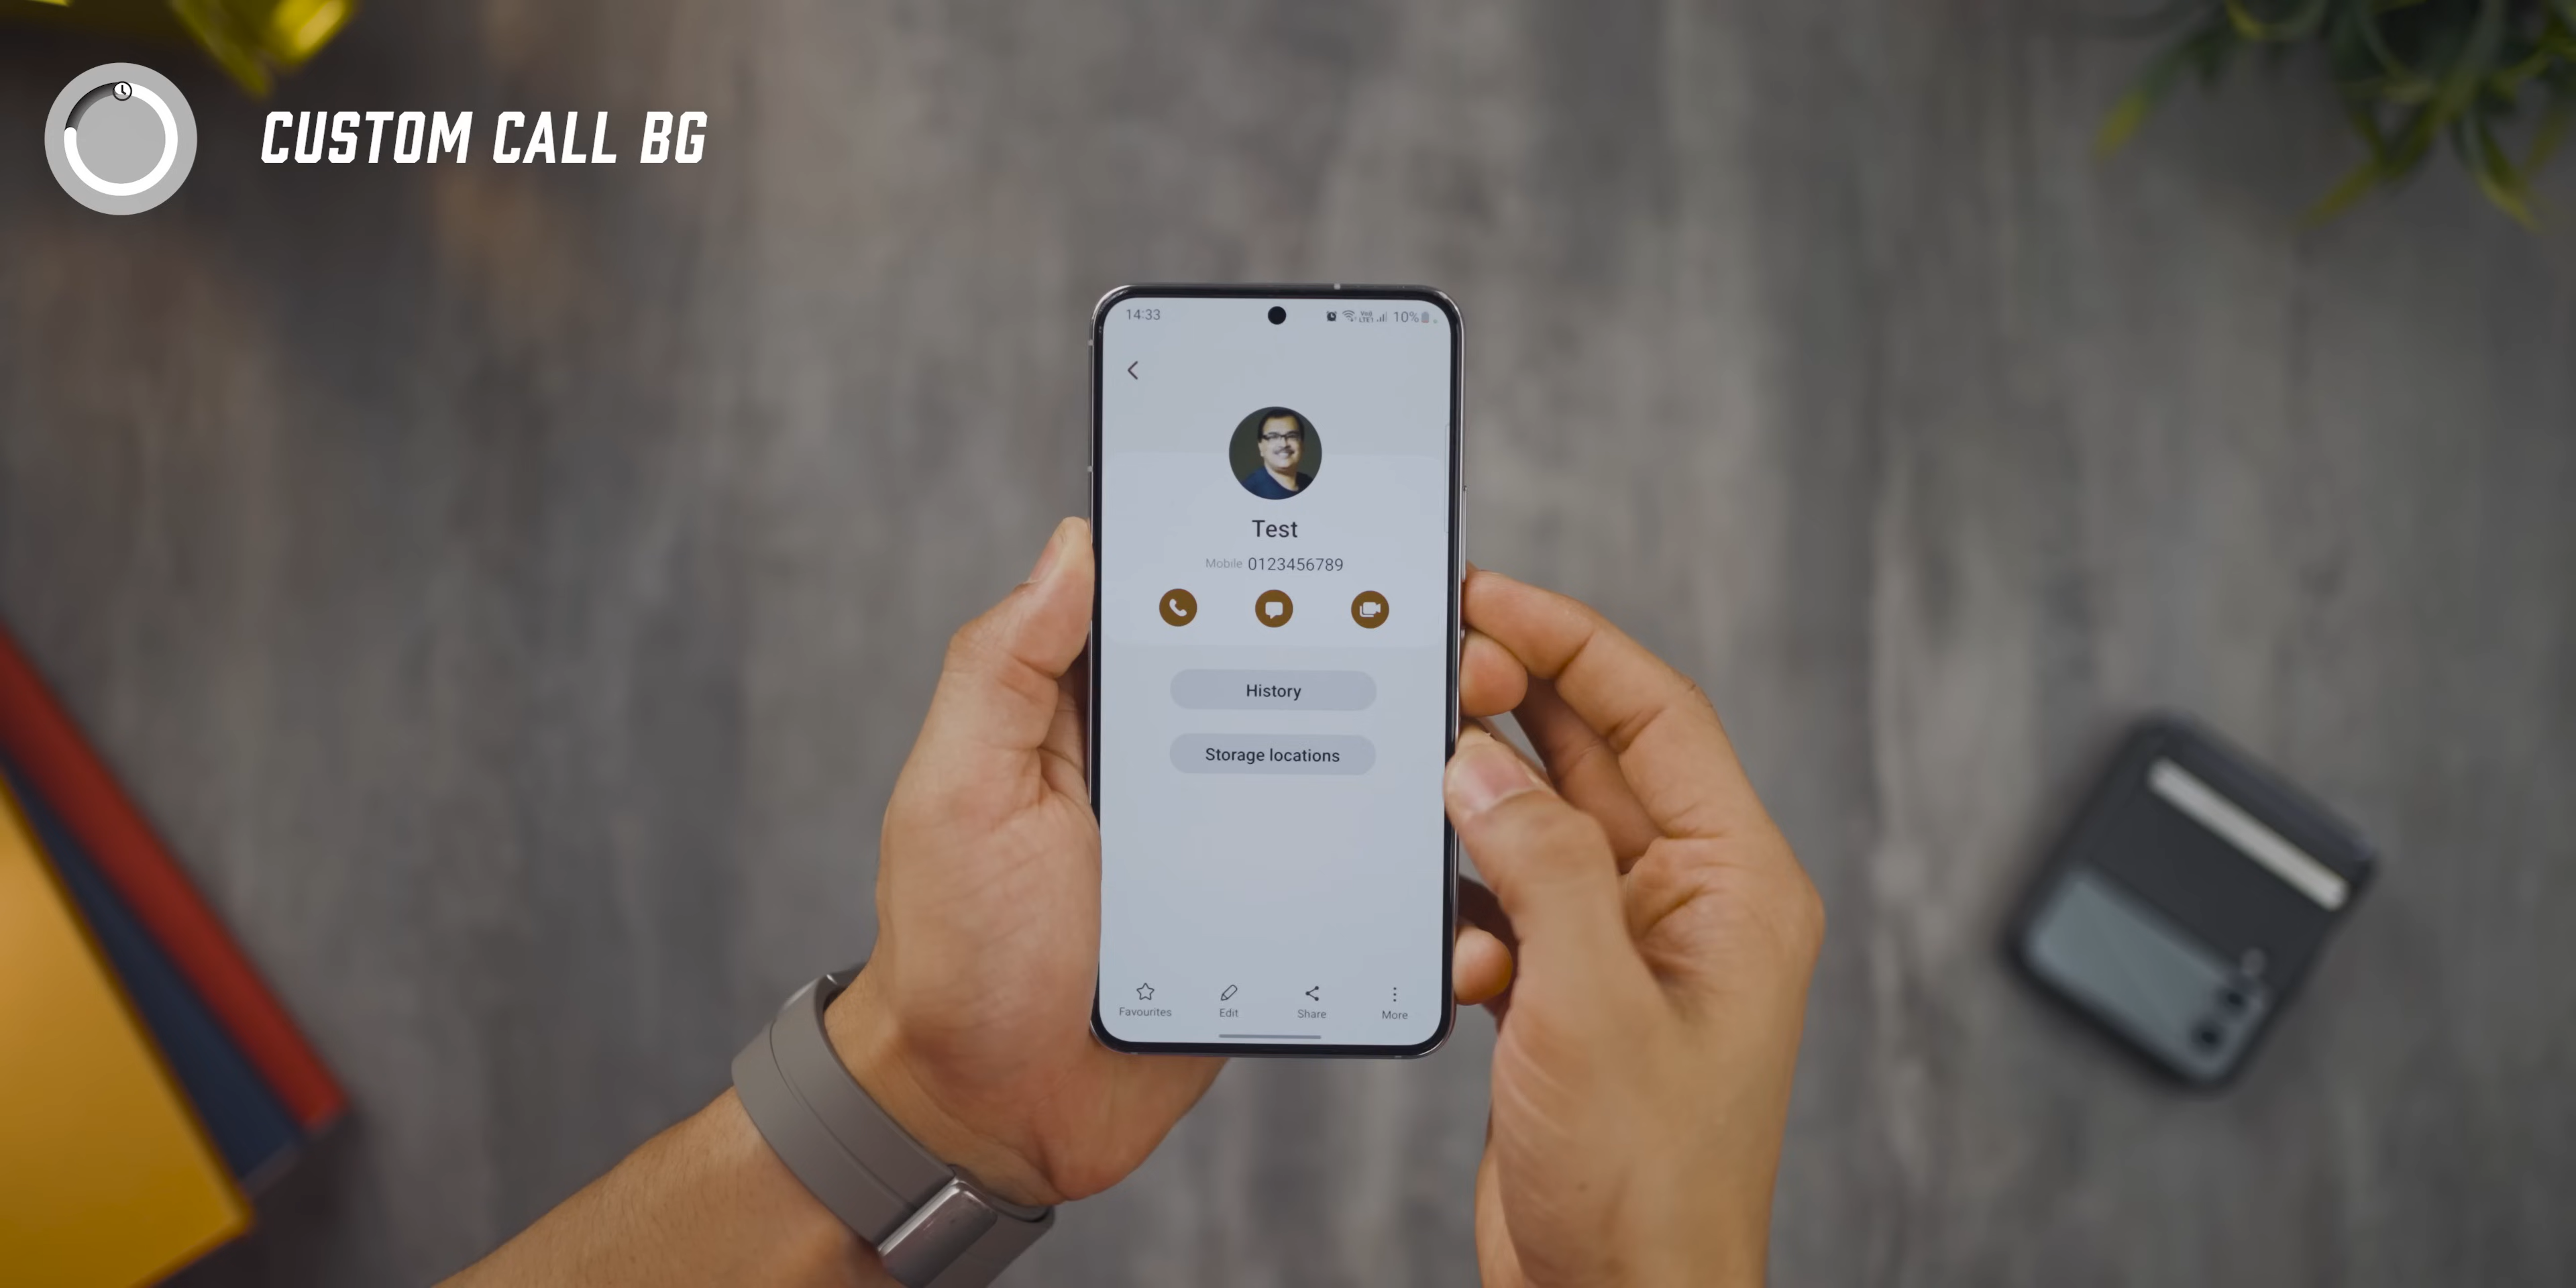 CUSTOM CALL BG
14:33
10%
Test
Mobile 0123456789
History
Storage locations
Favourites
Edit
Share
More